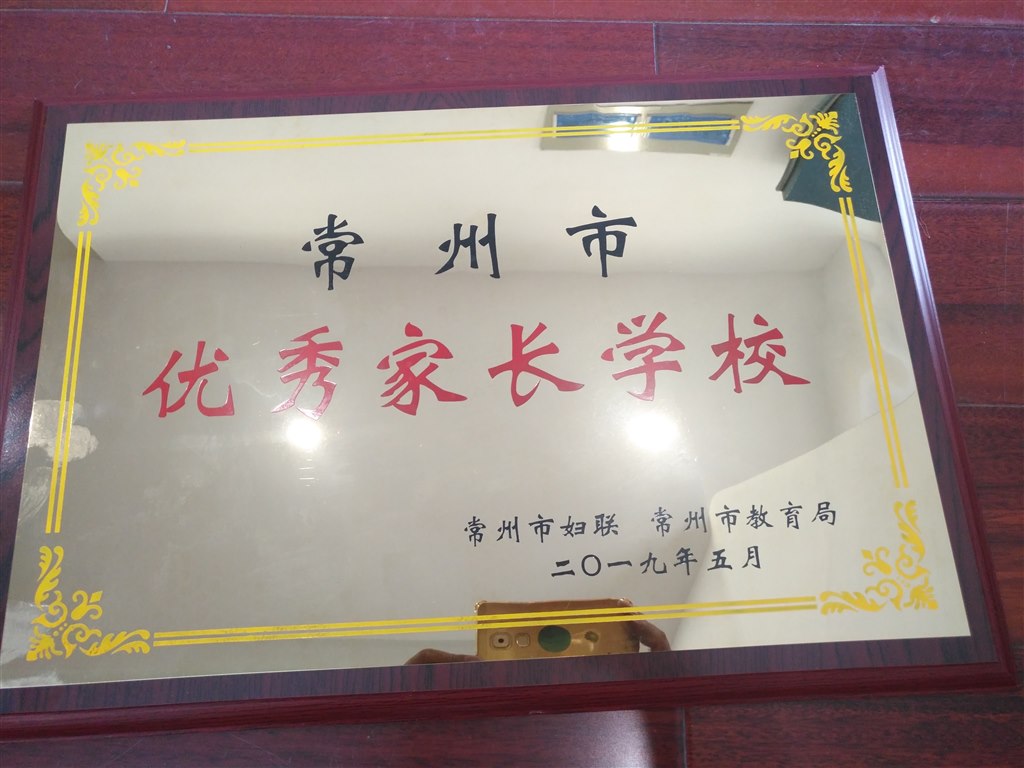 常州市
优秀家长学校
常州市妇联 常州市教育局
二〇一九年五月